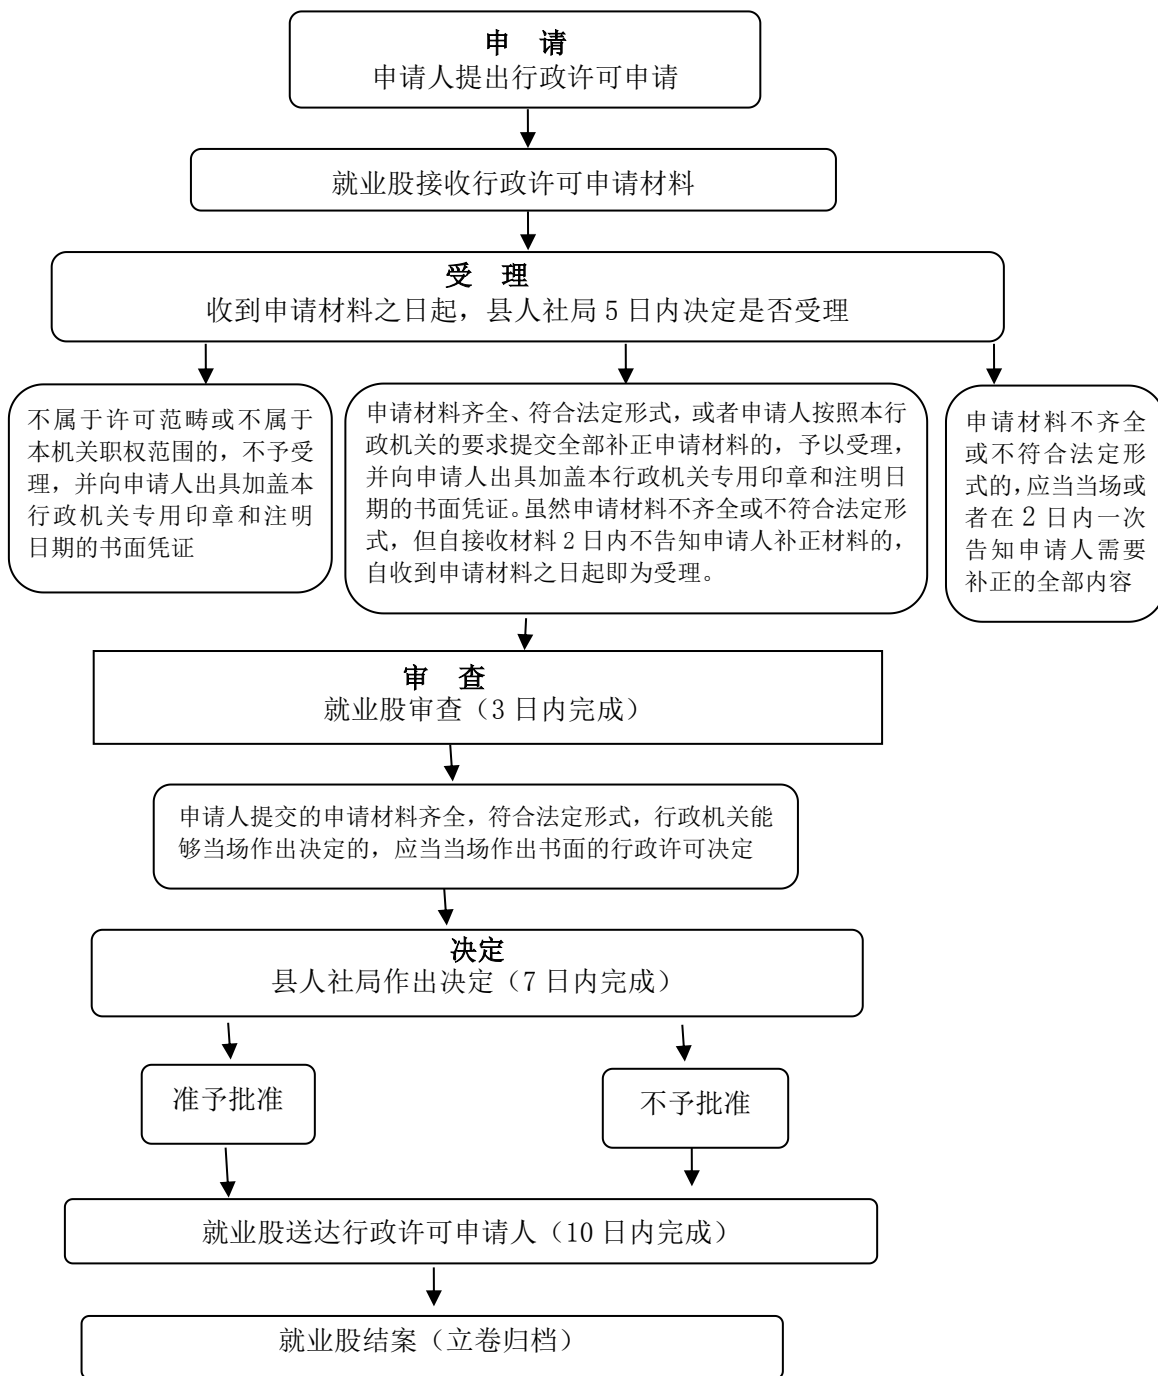 申 请
申请人提出行政许可申请
就业股接收行政许可申请材料
受 理
收到申请材料之日起，县人社局 5 日内决定是否受理
不属于许可范畴或不属于
本机关职权范围的，不予受
理，并向申请人出具加盖本
行政机关专用印章和注明
日期的书面凭证
申请材料齐全、符合法定形式，或者申请人按照本行
政机关的要求提交全部补正申请材料的，予以受理，
并向申请人出具加盖本行政机关专用印章和注明日
期的书面凭证。虽然申请材料不齐全或不符合法定形
式，但自接收材料 2 日内不告知申请人补正材料的，
自收到申请材料之日起即为受理。
申请材料不齐全
或不符合法定形
式的，应当当场或
者在 2 日内一次
告知申请人需要
补正的全部内容
审 查
就业股审查（3 日内完成）
申请人提交的申请材料齐全，符合法定形式，行政机关能
够当场作出决定的，应当当场作出书面的行政许可决定
决定
县人社局作出决定（7 日内完成）
准予批准
不予批准
就业股送达行政许可申请人（10 日内完成）
就业股结案（立卷归档）